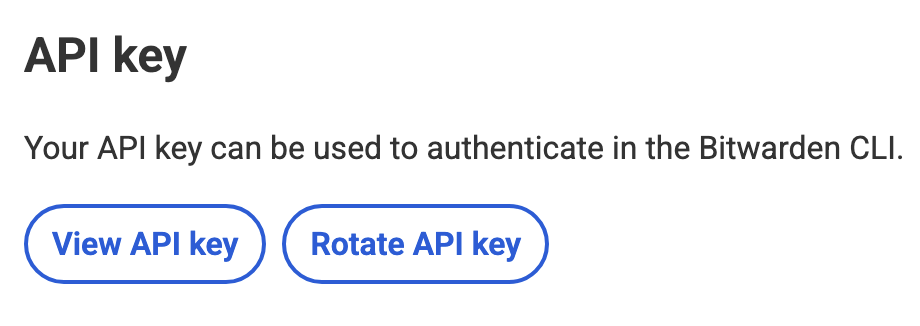 API key
Your API key can be used to authenticate in the Bitwarden CLI.
View API key
Rotate API key